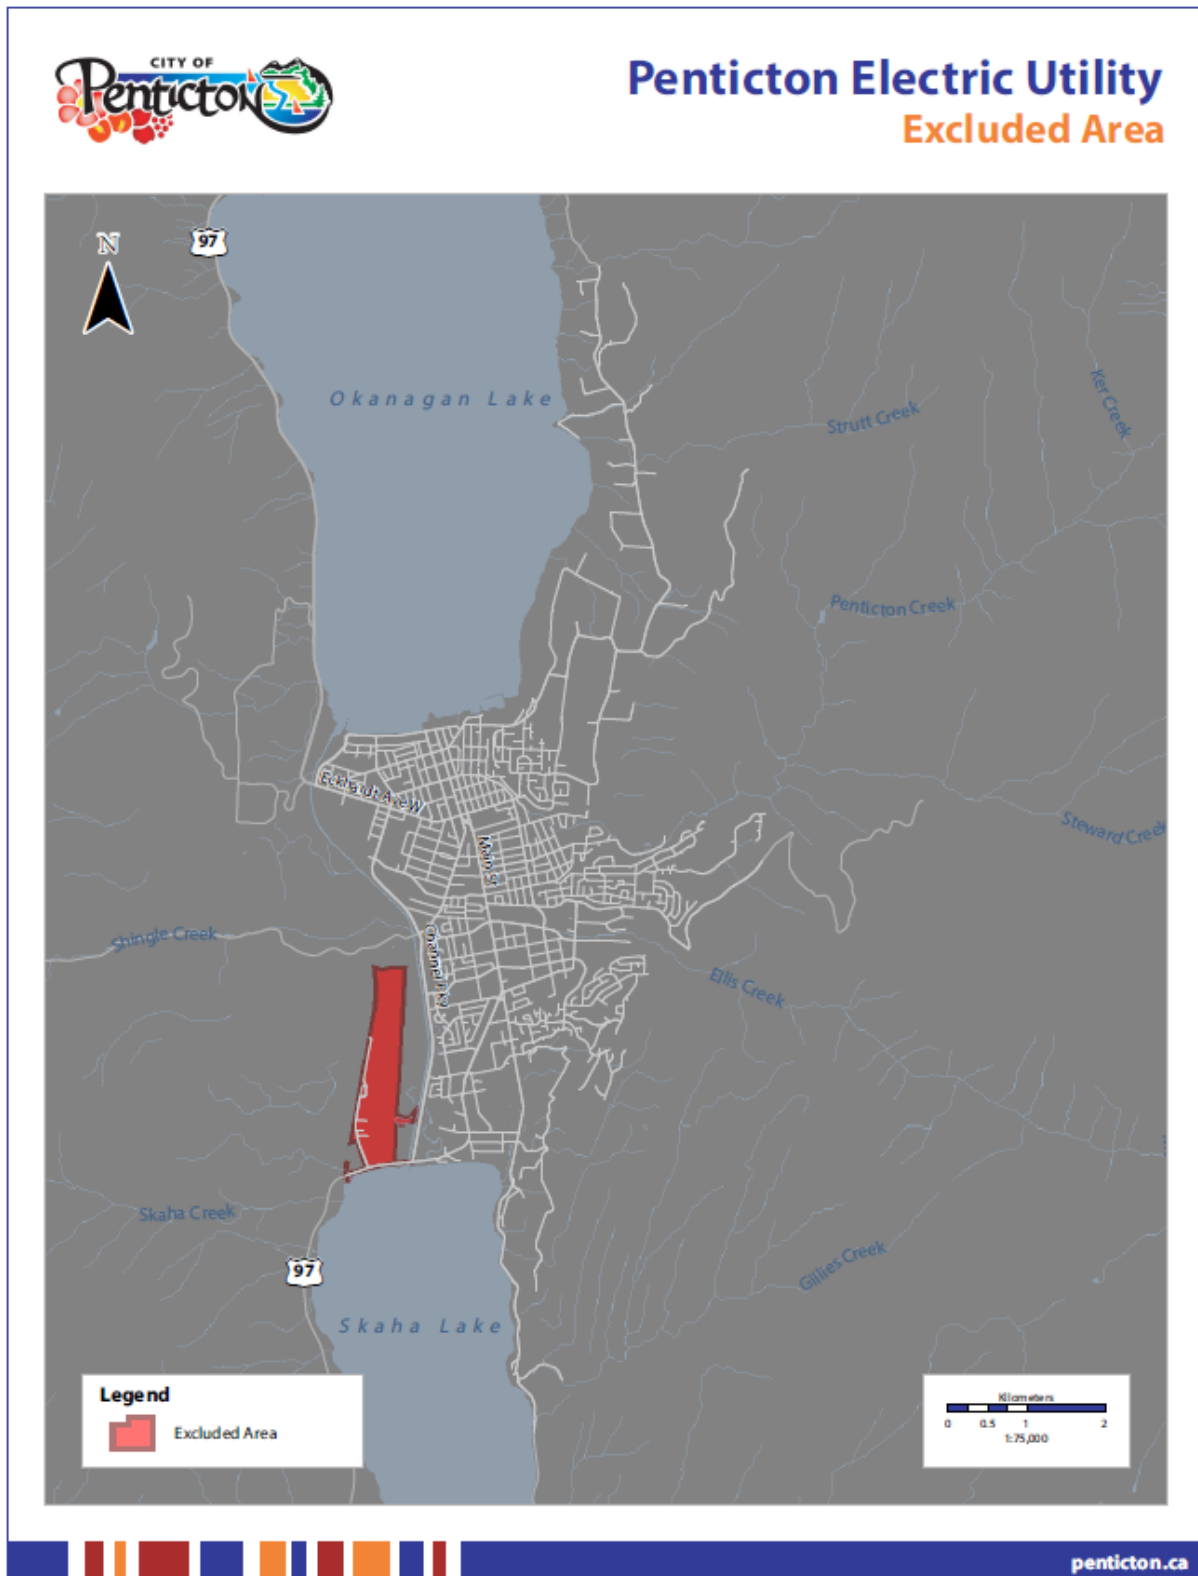 CITY OF
Penticton
Penticton Electric Utility
Excluded Area
97
N
Okanagan Lake
Ker Creek
Strutt Creek
Penticton Creek
Eckhardt Ave W
Main St
Steward Creek
Shingle Creek
Channel Pky
Ellis Creek
Skaha Creek
Gillies Creek
97
Skaha Lake
Legend
Excluded Area
Kilometers
0 0.5 1 2
1:75,000
penticton.ca